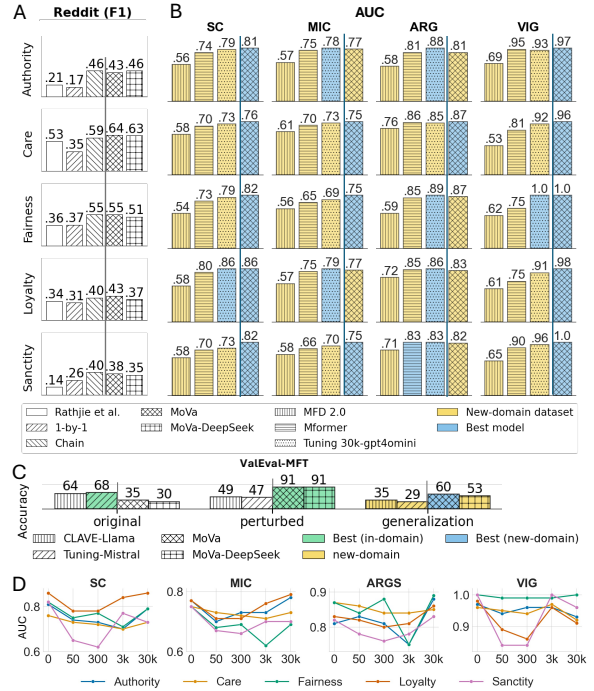 A Reddit (F1) B AUC
SC MIC ARG VIG
Authority .21 .17 .46 .43 .46 .56 .74 .79 .81 .57 .75 .78 .77 .58 .81 .88 .81 .69 .95 .93 .97
Care .53 .35 .59 .64 .63 .58 .70 .73 .76 .61 .70 .73 .75 .76 .86 .85 .87 .53 .81 .92 .96
Fairness .36 .37 .55 .55 .51 .54 .73 .79 .82 .56 .65 .69 .75 .59 .85 .89 .87 .62 .75 1.0 1.0
Loyalty .34 .31 .40 .43 .37 .58 .80 .86 .86 .57 .75 .79 .77 .72 .85 .86 .83 .61 .75 .91 .98
Sanctity .14 .26 .40 .38 .35 .58 .70 .73 .82 .58 .66 .70 .75 .71 .83 .83 .82 .65 .90 .96 1.0
Rathjie et al. MoVa MFD 2.0 New-domain dataset
1-by-1 MoVa-DeepSeek Mformer Best model
Chain Tuning 30k-gpt4omini
C ValEval-MFT
Accuracy 64 68 35 30 49 47 91 91 35 29 60 53
original perturbed generalization
CLAVE-Llama MoVa Best (in-domain) Best (new-domain)
Tuning-Mistral MoVa-DeepSeek new-domain
D SC MIC ARGS VIG
AUC
0.8 0.6 0.8 0.6 0.9 0.8 1.0 0.9
0 50 300 3k 30k 0 50 300 3k 30k 0 50 300 3k 30k 0 50 300 3k 30k
Authority Care Fairness Loyalty Sanctity